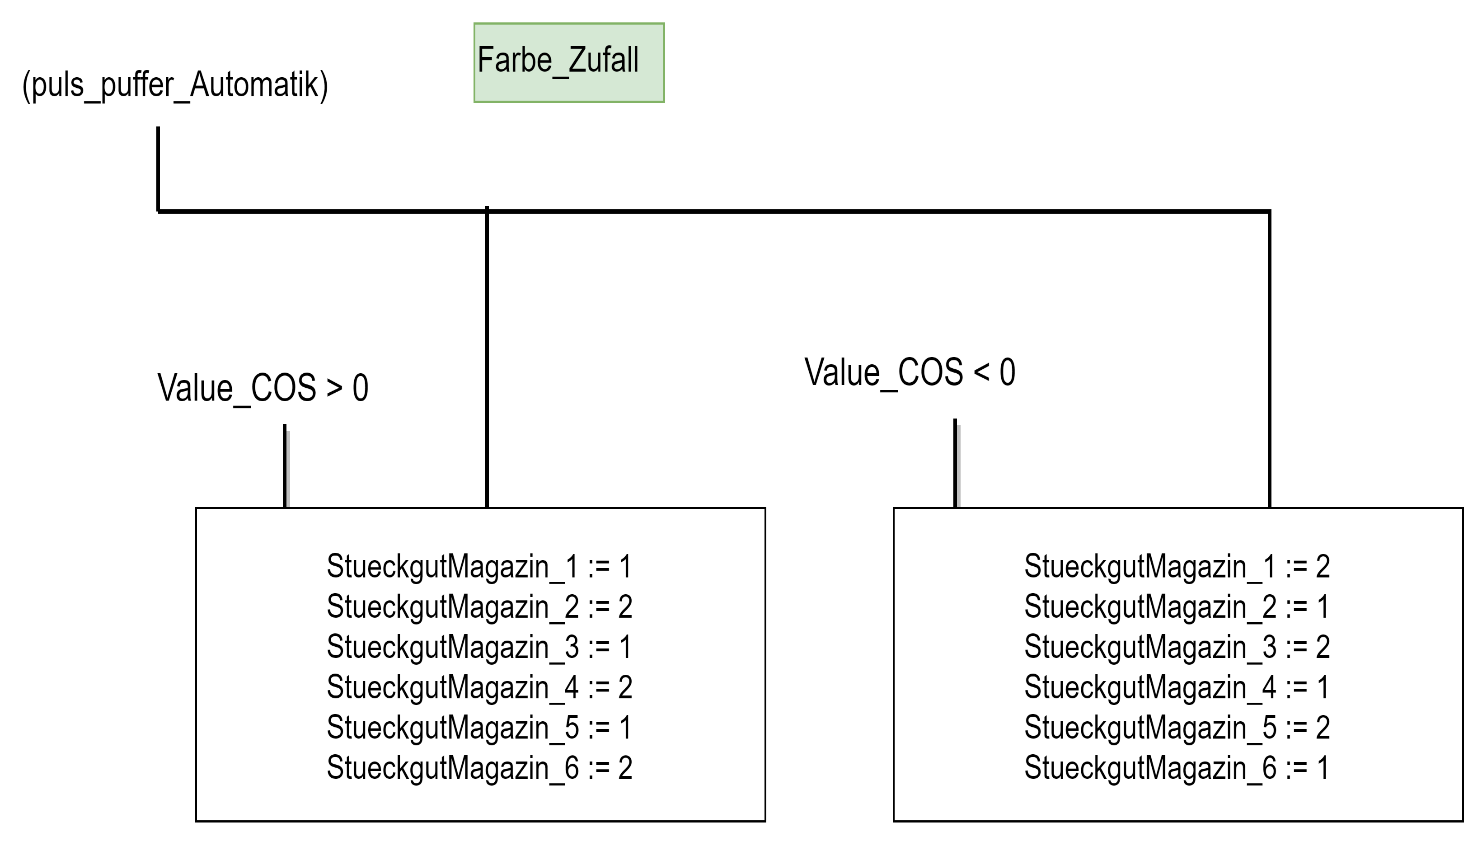 Farbe_Zufall
(puls_puffer_Automatik)
Value_COS > 0
Value_COS < 0
StueckgutMagazin_1 := 1
StueckgutMagazin_2 := 2
StueckgutMagazin_3 := 1
StueckgutMagazin_4 := 2
StueckgutMagazin_5 := 1
StueckgutMagazin_6 := 2
StueckgutMagazin_1 := 2
StueckgutMagazin_2 := 1
StueckgutMagazin_3 := 2
StueckgutMagazin_4 := 1
StueckgutMagazin_5 := 2
StueckgutMagazin_6 := 1